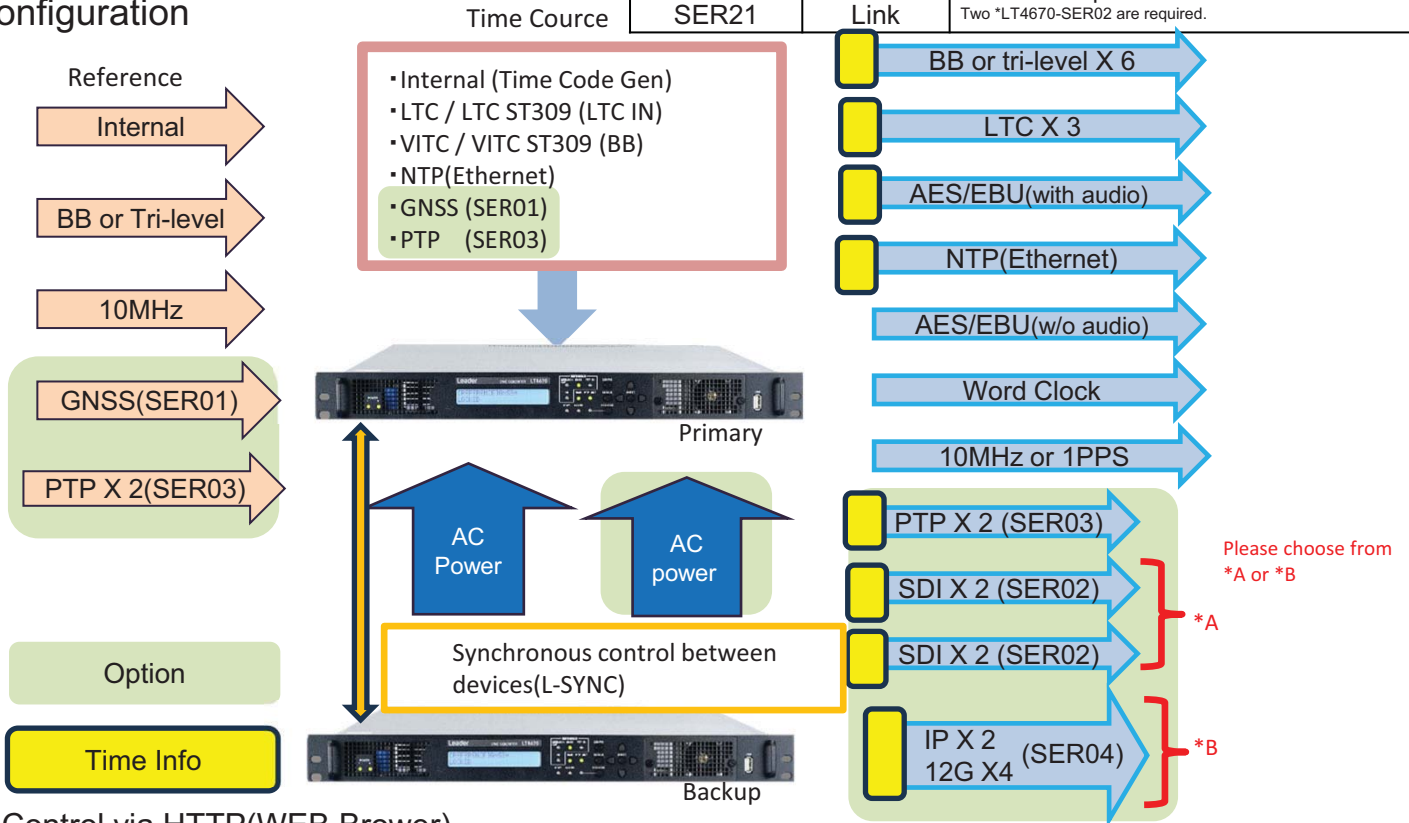 onfiguration
Time Cource
SER21
Link
Two *LT4670-SER02 are required.
Reference
Internal
BB or Tri-level
10MHz
GNSS(SER01)
PTP X 2(SER03)
Option
Time Info
・Internal (Time Code Gen)
・LTC / LTC ST309 (LTC IN)
・VITC / VITC ST309 (BB)
・NTP(Ethernet)
・GNSS (SER01)
・PTP (SER03)
Leader
LT4670
Primary
AC
Power
AC
power
Synchronous control between
devices(L-SYNC)
Leader
LT4670
Backup
BB or tri-level X 6
LTC X 3
AES/EBU(with audio)
NTP(Ethernet)
AES/EBU(w/o audio)
Word Clock
10MHz or 1PPS
PTP X 2 (SER03)
SDI X 2 (SER02)
SDI X 2 (SER02)
IP X 2
12G X4
(SER04)
Please choose from
*A or *B
*A
*B
Control via HTTP(WEB Brower)